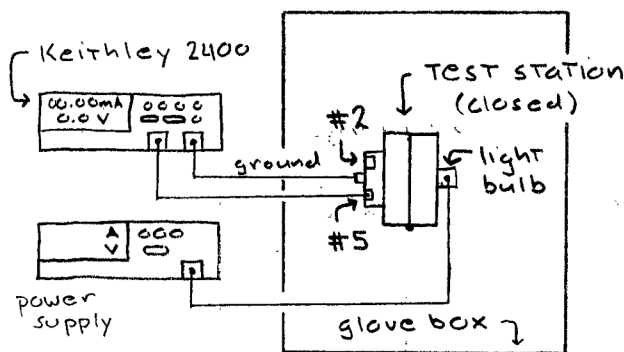 Keithley 2400
00.00mA
0.0 V
Test station
(closed)
#2
ground
light
bulb
#5
A
V
power
supply
glove box